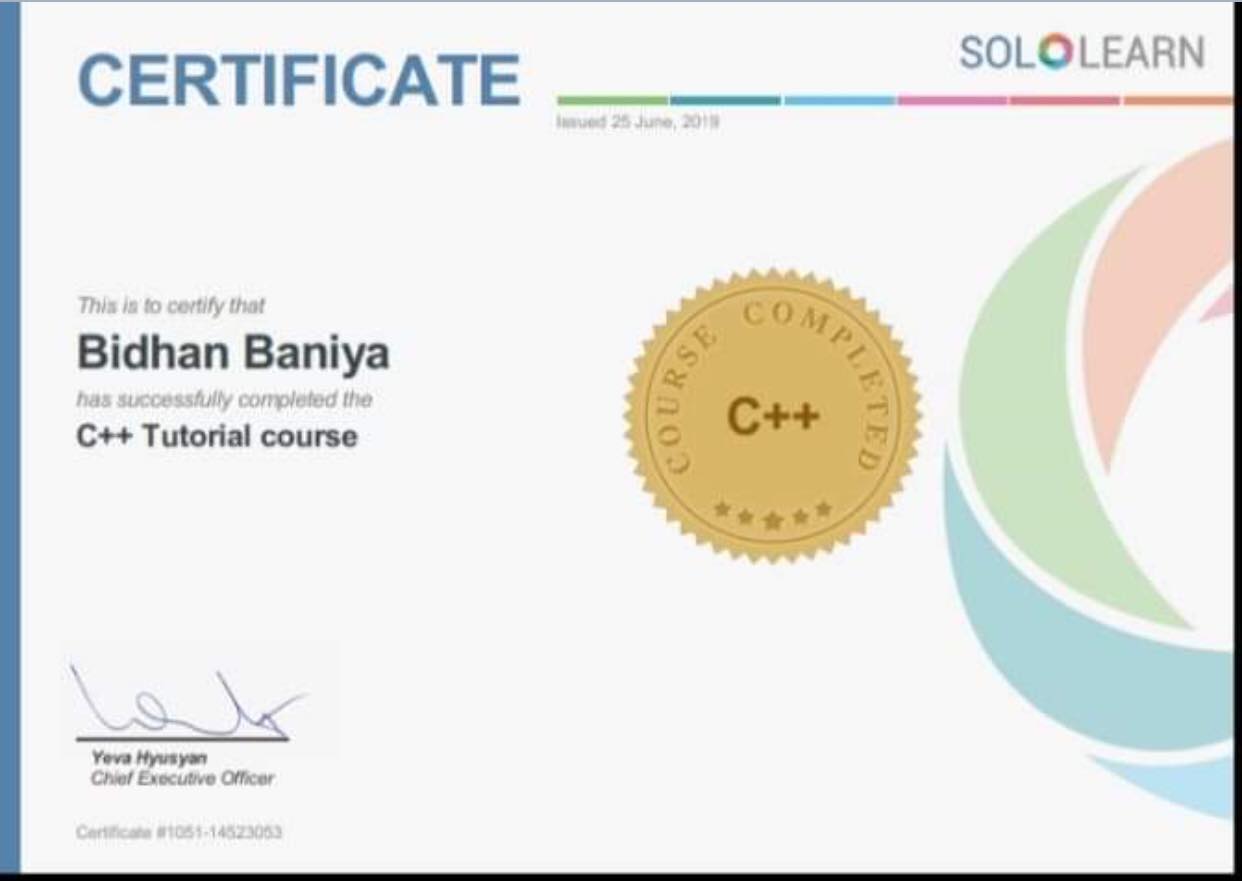 CERTIFICATE
SOLOLEARN
Issued 25 June, 2019
This is to certify that
Bidhan Baniya
has successfully completed the
C++ Tutorial course
COURSE COMPLETED
C++
Yeva Hyusyan
Chief Executive Officer
Certificate #1051-14523053